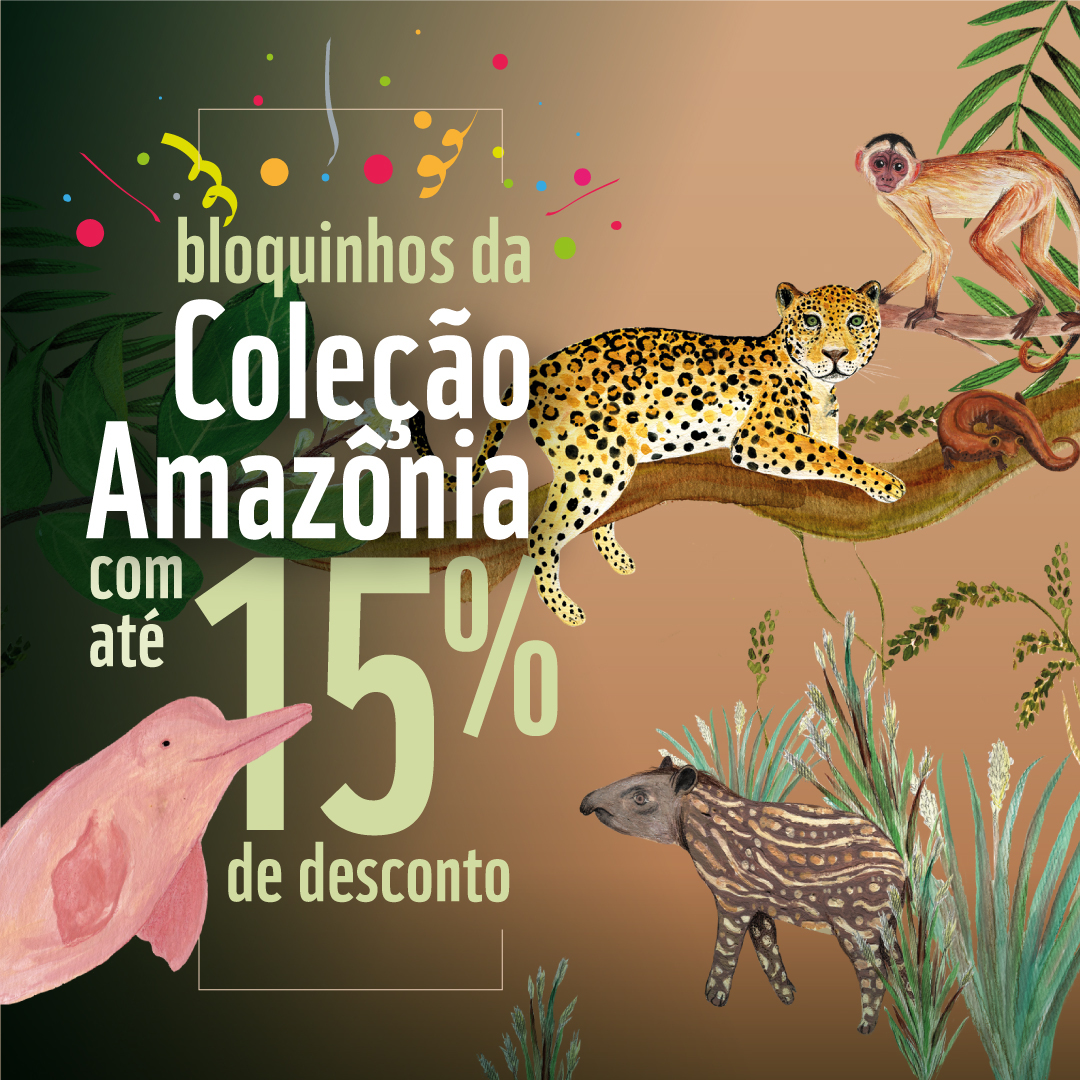 bloquinhos da
Coleção
Amazônia
com
até
15%
de desconto